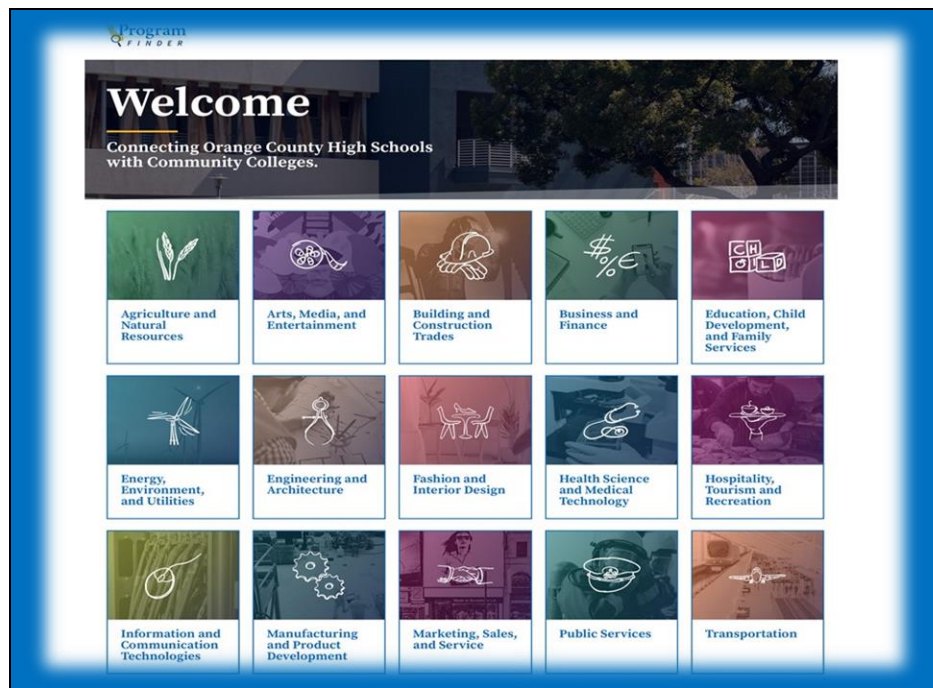 Program
FINDER
Welcome
Connecting Orange County High Schools
with Community Colleges.
Agriculture and
Natural
Resources
Arts, Media, and
Entertainment
Building and
Construction
Trades
Business and
Finance
Education, Child
Development,
and Family
Services
Energy,
Environment,
and Utilities
Engineering and
Architecture
Fashion and
Interior Design
Health Science
and Medical
Technology
Hospitality,
Tourism and
Recreation
Information and
Communication
Technologies
Manufacturing
and Product
Development
Marketing, Sales,
and Service
Public Services
Transportation